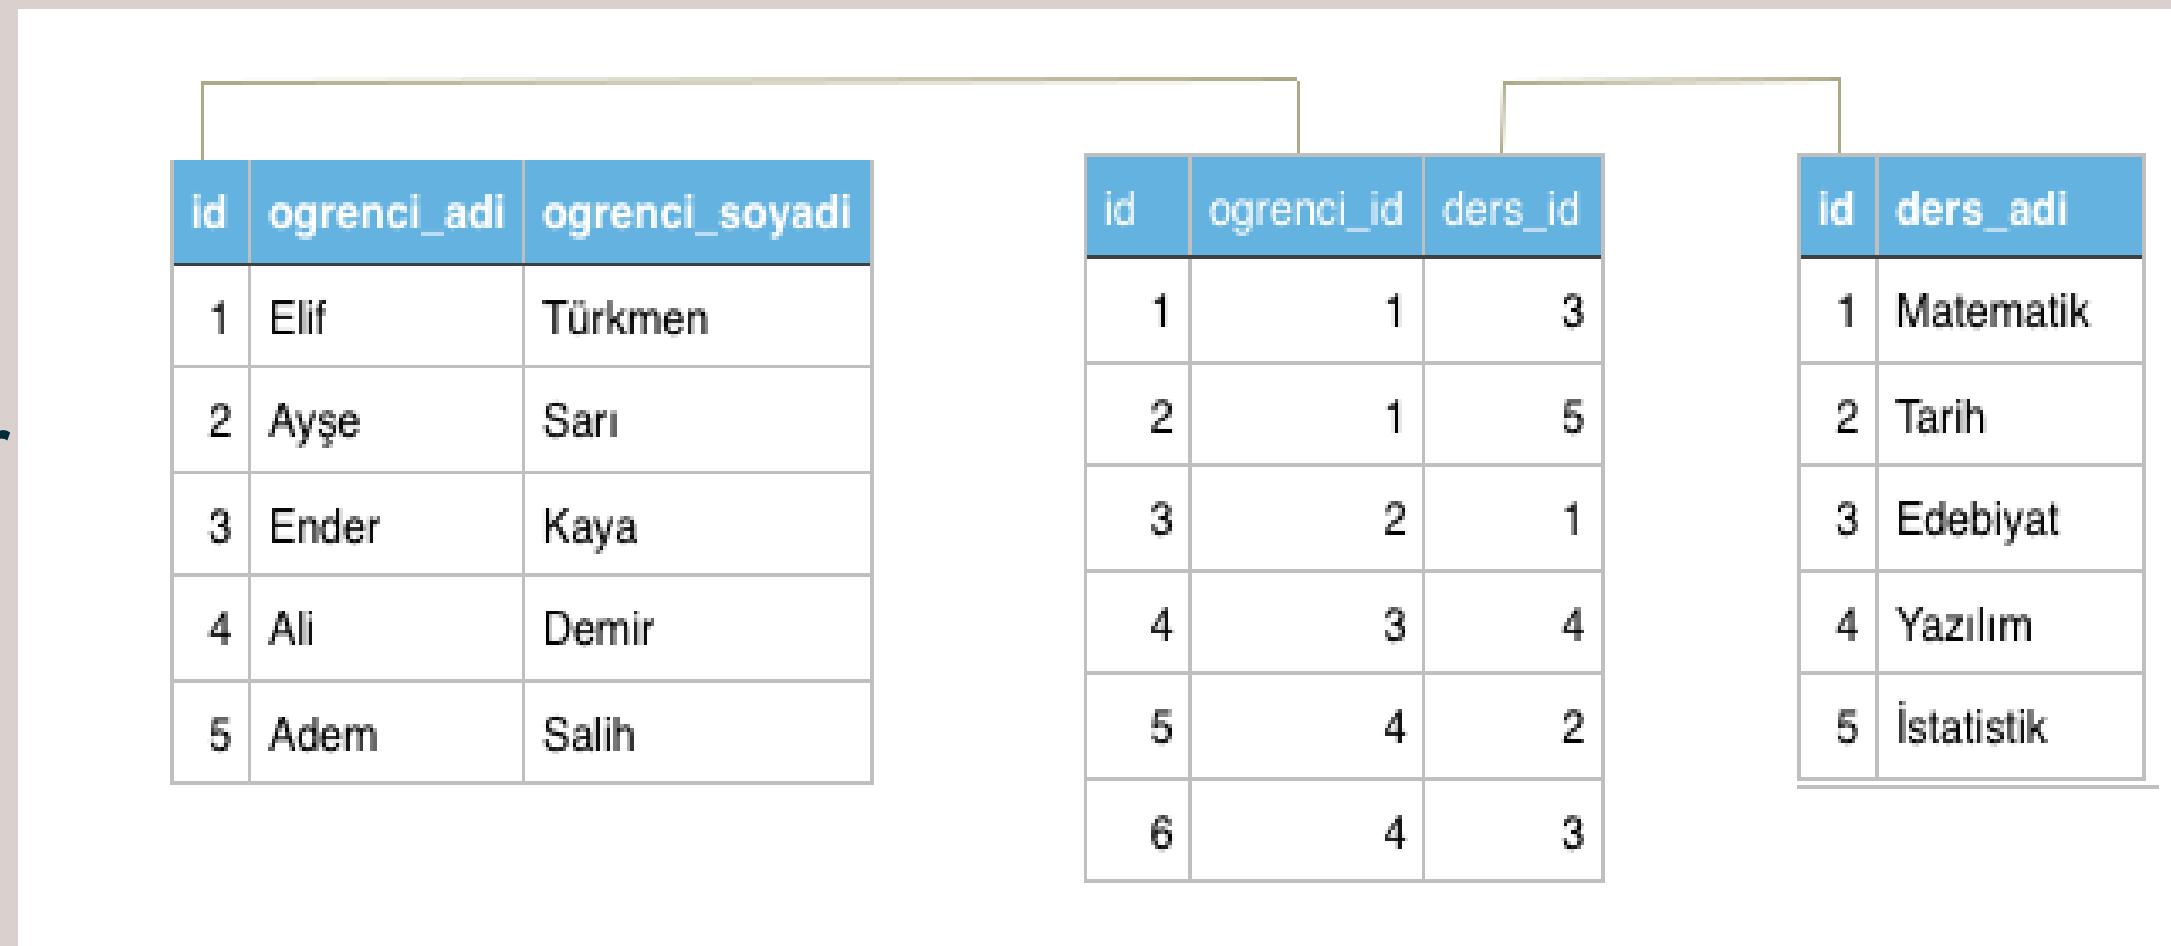 id ogrenci_adi ogrenci_soyadi
1 Elif Türkmen
2 Ayşe Sarı
3 Ender Kaya
4 Ali Demir
5 Adem Salih
id ogrenci_id ders_id
1 1 3
2 1 5
3 2 1
4 3 4
5 4 2
6 4 3
id ders_adi
1 Matematik
2 Tarih
3 Edebiyat
4 Yazılım
5 İstatistik